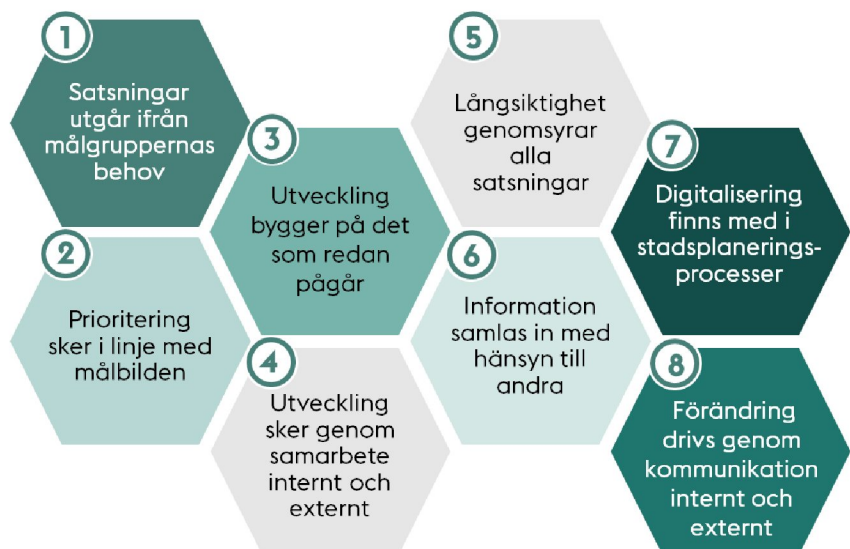 1
Satsningar
utgår ifrån
målgruppernas
behov
2
Prioritering
sker i linje med
målbilden
3
Utveckling
bygger på det
som redan
pågår
4
Utveckling
sker genom
samarbete
internt och
externt
5
Långsiktighet
genomsyrar
alla
satsningar
6
Information
samlas in med
hänsyn till
andra
7
Digitalisering
finns med i
stadsplanerings-
processer
8
Förändring
drivs genom
kommunikation
internt och
externt